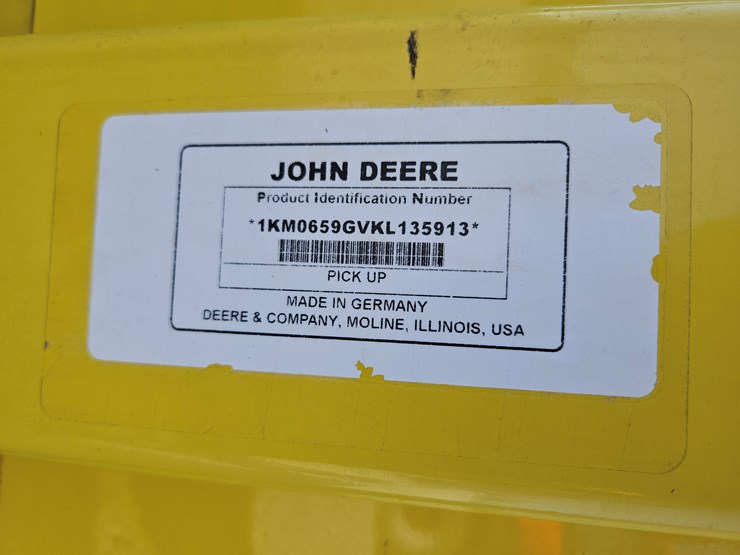 JOHN DEERE
Product Identification Number
*1KM0659GVKL135913*
PICK UP
MADE IN GERMANY
DEERE & COMPANY, MOLINE, ILLINOIS, USA